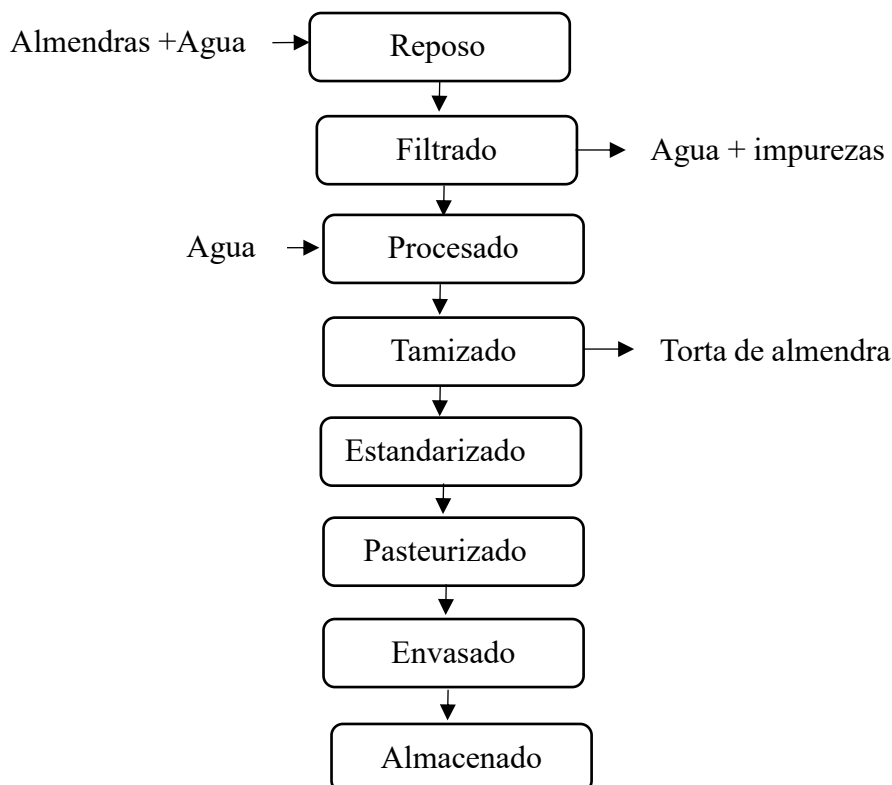 Almendras +Agua
Reposo
Filtrado
Agua + impurezas
Agua
Procesado
Tamizado
Torta de almendra
Estandarizado
Pasteurizado
Envasado
Almacenado